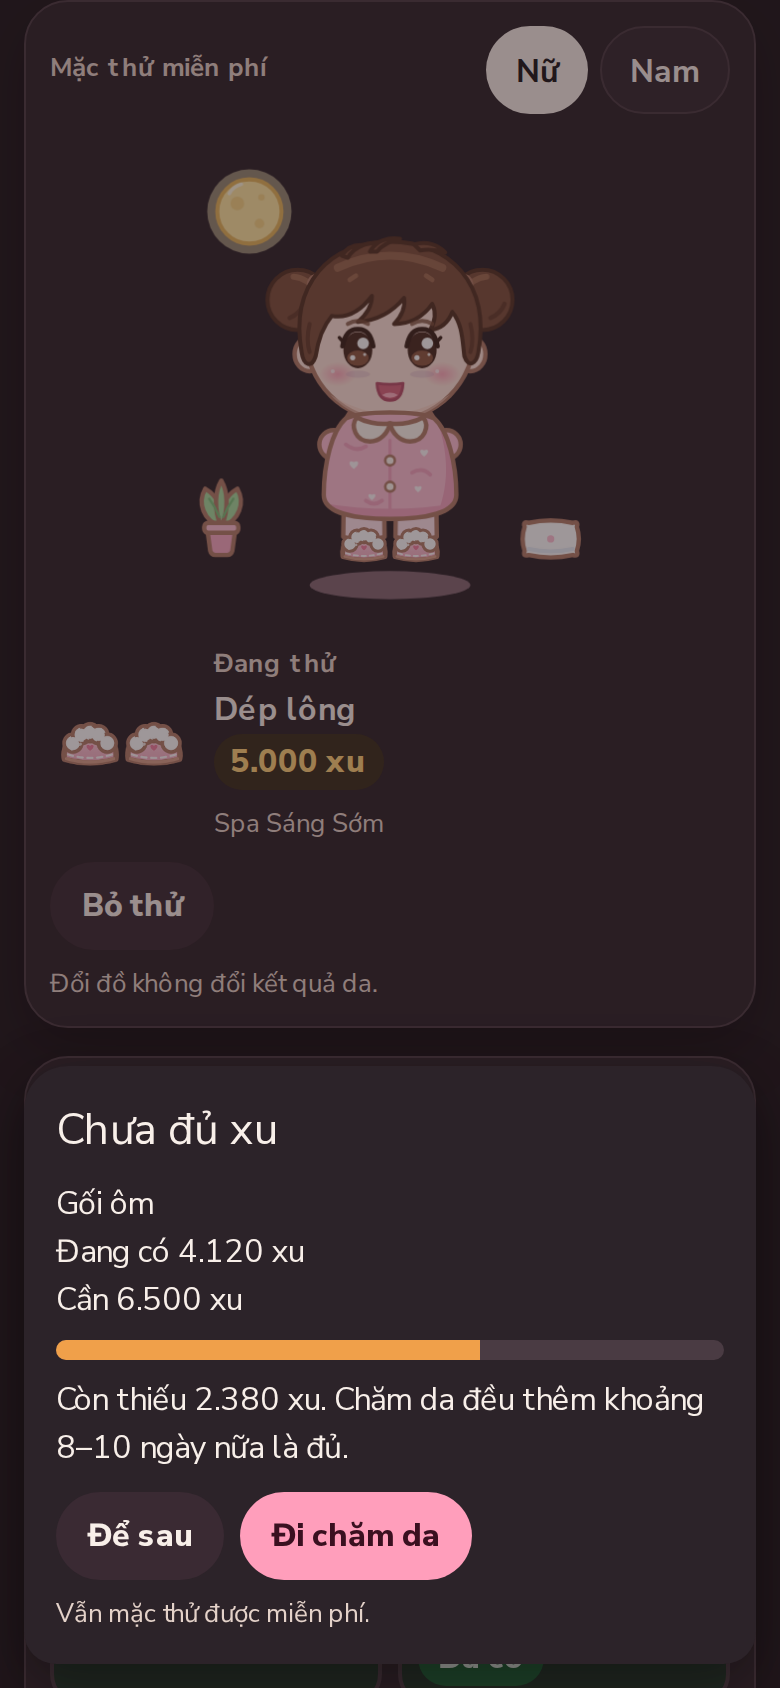 Mặc thử miễn phí
Nữ
Nam
Đang thử
Dép lông
5.000 xu
Spa Sáng Sớm
Bỏ thử
Đổi đồ không đổi kết quả da.
Chưa đủ xu
Gối ôm
Đang có 4.120 xu
Cần 6.500 xu
Còn thiếu 2.380 xu. Chăm da đều thêm khoảng
8–10 ngày nữa là đủ.
Để sau
Đi chăm da
Vẫn mặc thử được miễn phí.